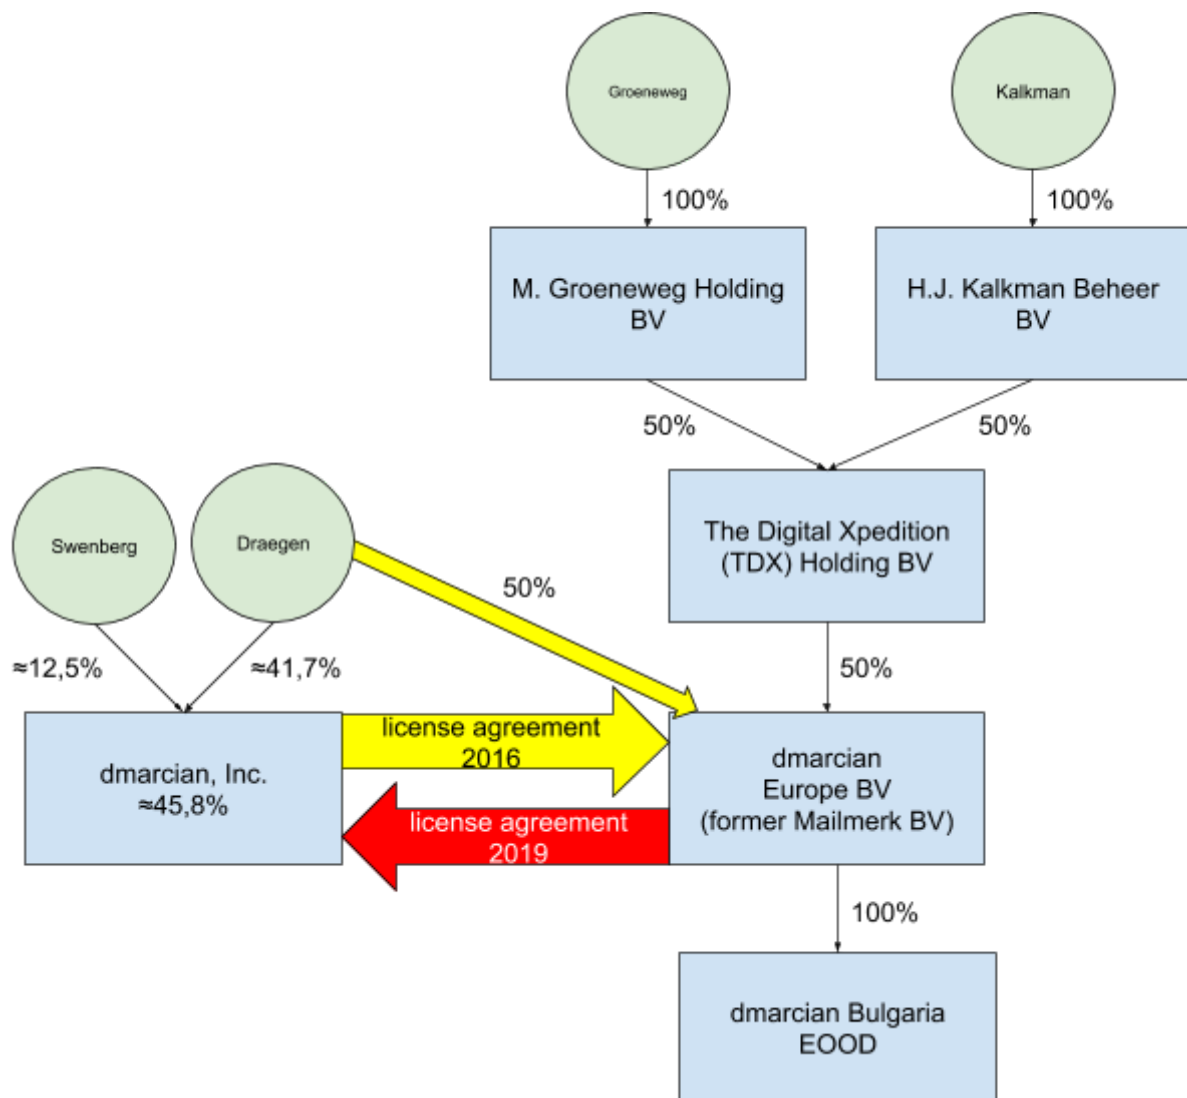 Groeneweg
Kalkman
100%
100%
M. Groeneweg Holding
BV
H.J. Kalkman Beheer
BV
50%
50%
Swenberg
Draegen
The Digital Xpedition
(TDX) Holding BV
50%
≈12,5%
≈41,7%
50%
dmarcian, Inc.
≈45,8%
license agreement
2016
license agreement
2019
dmarcian
Europe BV
(former Mailmerk BV)
100%
dmarcian Bulgaria
EOOD